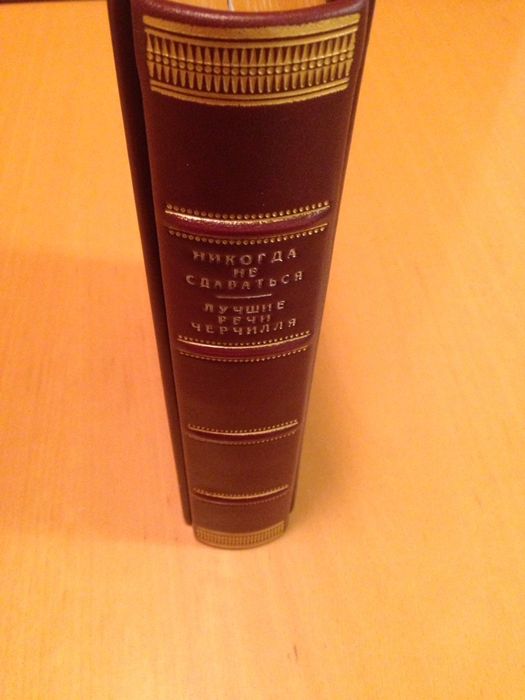 НИКОГДА
НЕ
СДАВАТЬСЯ
ЛУЧШИЕ
РЕЧИ
ЧЕРЧИЛЛЯ